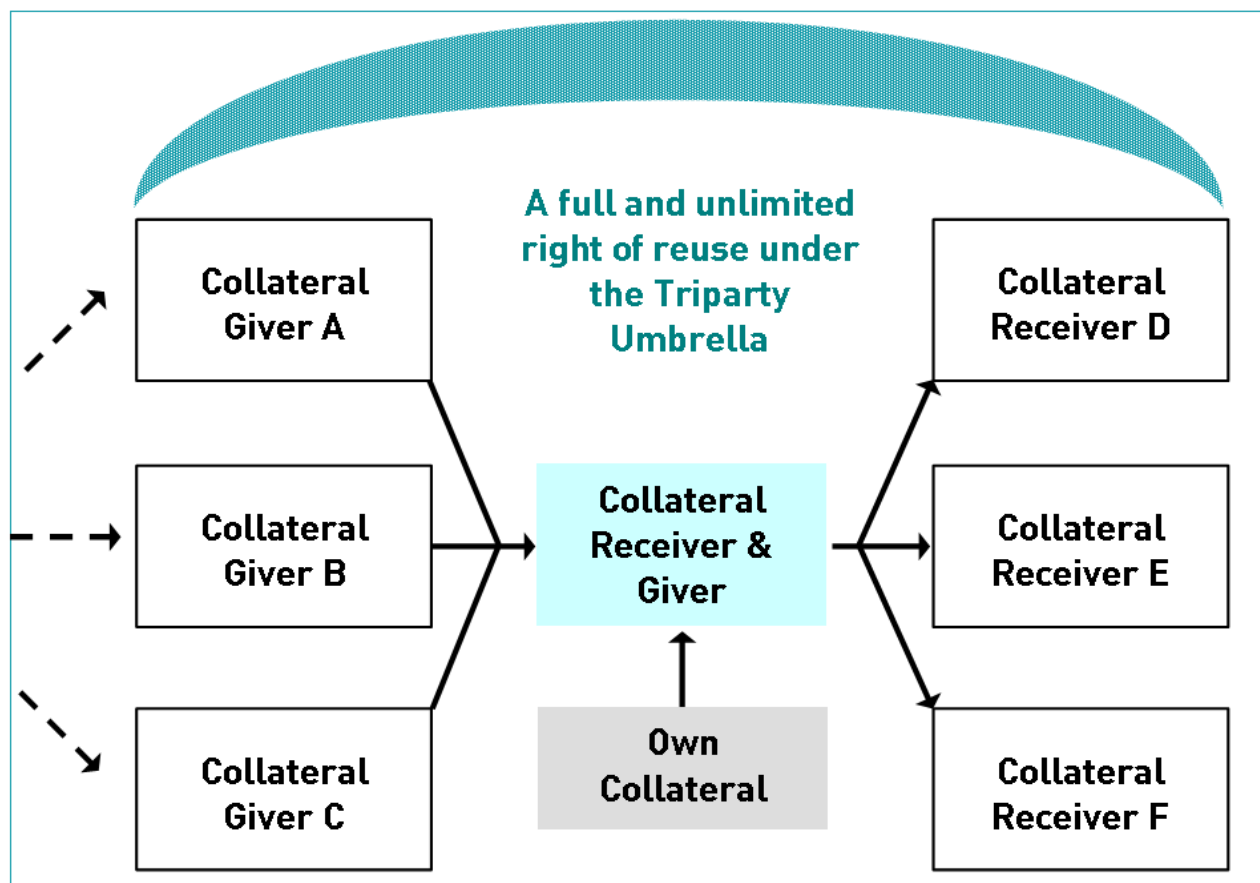 A full and unlimited
right of reuse under
the Triparty
Umbrella
Collateral
Giver A
Collateral
Receiver D
Collateral
Giver B
Collateral
Receiver &
Giver
Collateral
Receiver E
Collateral
Giver C
Own
Collateral
Collateral
Receiver F